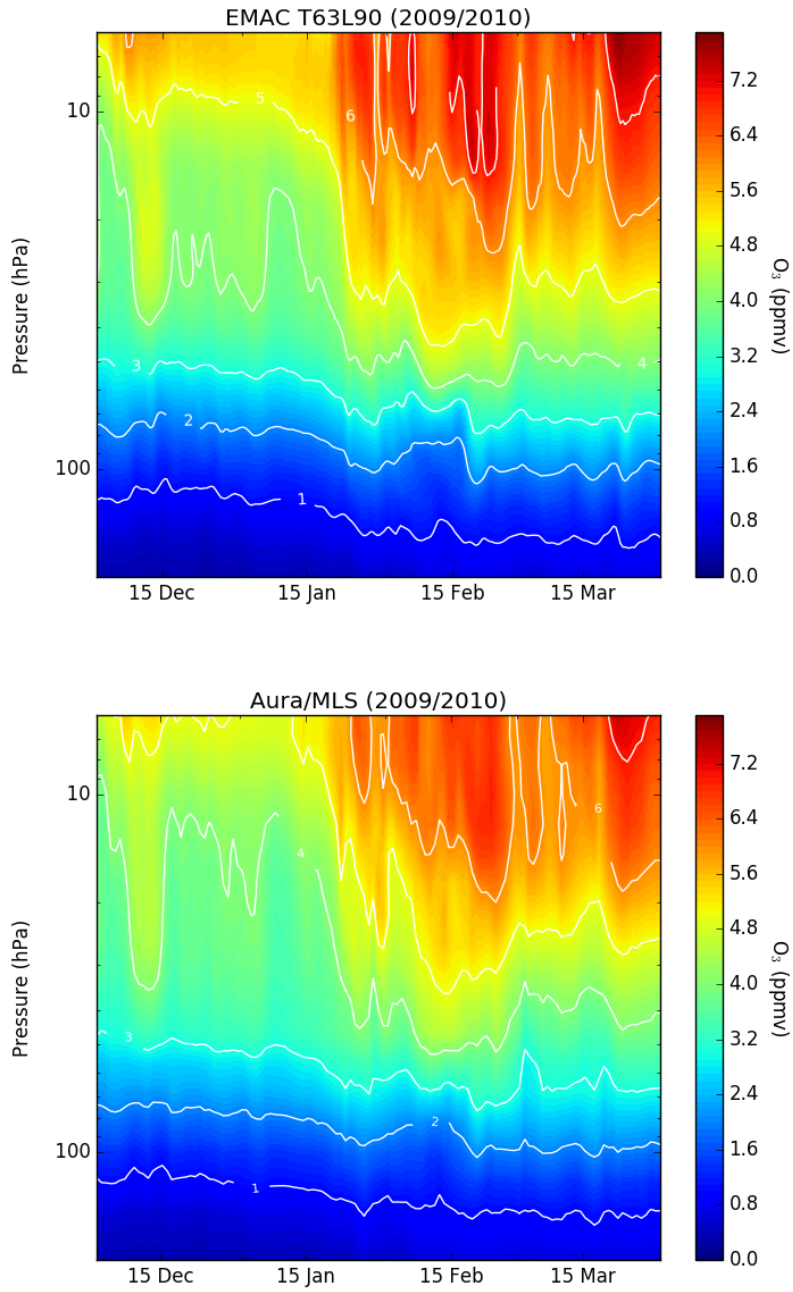 EMAC T63L90 (2009/2010)
Pressure (hPa)
10
100
5
6
3
4
2
1
15 Dec
15 Jan
15 Feb
15 Mar
7.2
6.4
5.6
4.8
4.0
3.2
2.4
1.6
0.8
0.0
O₃ (ppmv)
Aura/MLS (2009/2010)
Pressure (hPa)
10
100
6
4
3
2
1
15 Dec
15 Jan
15 Feb
15 Mar
7.2
6.4
5.6
4.8
4.0
3.2
2.4
1.6
0.8
0.0
O₃ (ppmv)